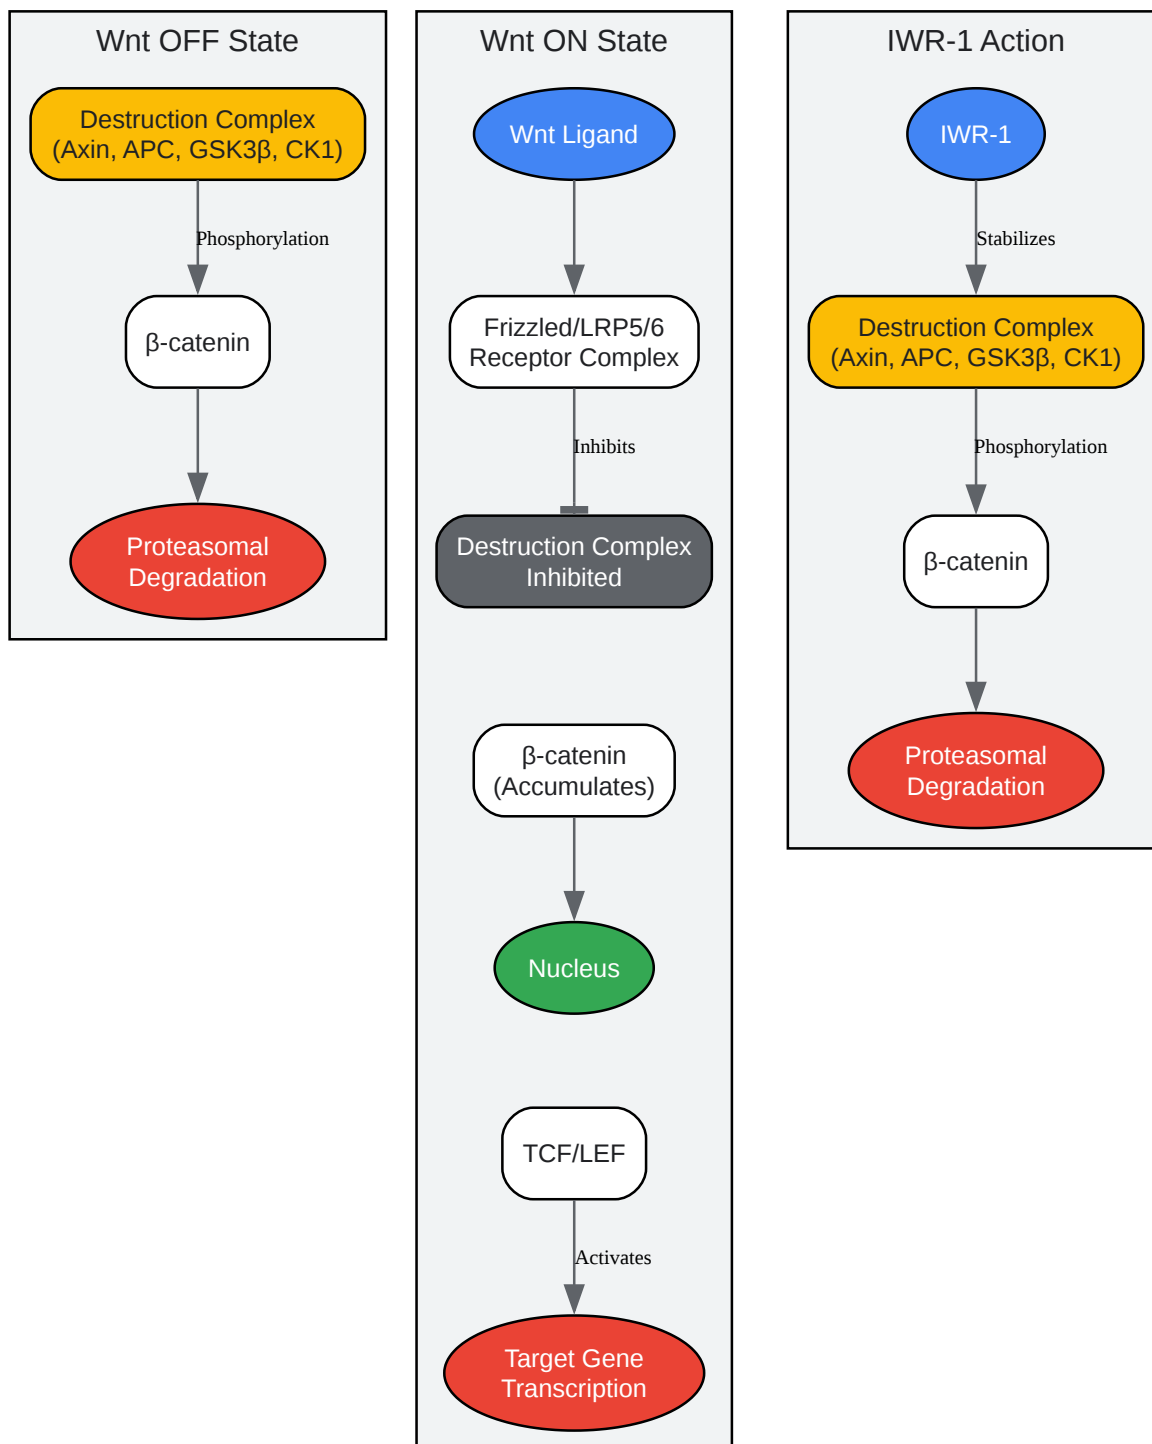 Wnt OFF State
Destruction Complex
(Axin, APC, GSK3β, CK1)
Phosphorylation
β-catenin
Proteasomal
Degradation
Wnt ON State
Wnt Ligand
Frizzled/LRP5/6
Receptor Complex
Inhibits
Destruction Complex
Inhibited
β-catenin
(Accumulates)
Nucleus
TCF/LEF
Activates
Target Gene
Transcription
IWR-1 Action
IWR-1
Stabilizes
Destruction Complex
(Axin, APC, GSK3β, CK1)
Phosphorylation
β-catenin
Proteasomal
Degradation